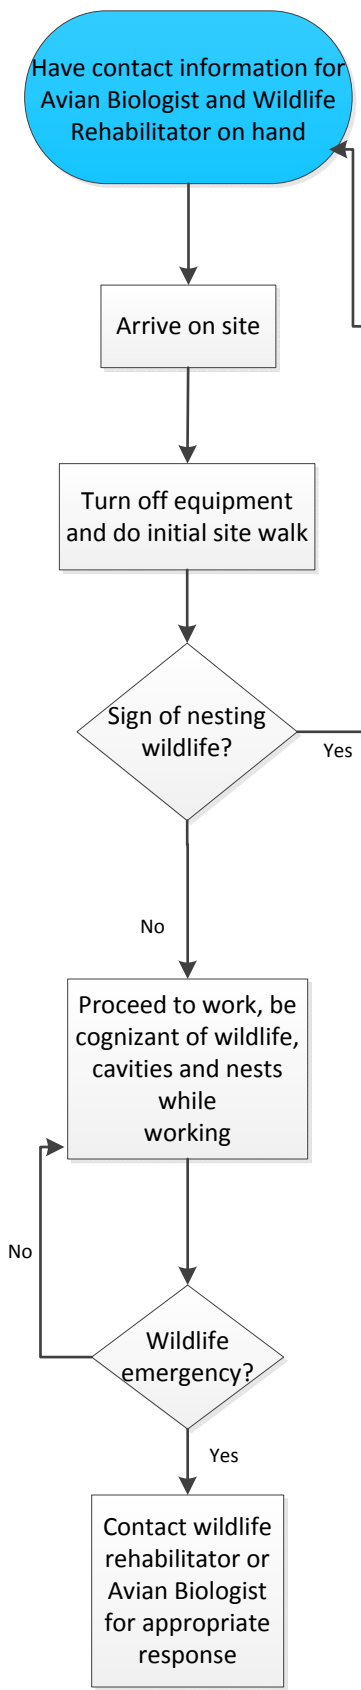 Have contact information for
Avian Biologist and Wildlife
Rehabilitator on hand
Arrive on site
Turn off equipment
and do initial site walk
Sign of nesting
wildlife?
Yes
No
Proceed to work, be
cognizant of wildlife,
cavities and nests
while
working
No
Wildlife
emergency?
Yes
Contact wildlife
rehabilitator or
Avian Biologist
for appropriate
response